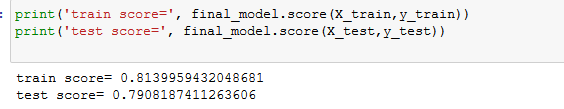 : print('train score=', final_model.score(X_train,y_train))
print('test score=', final_model.score(X_test,y_test))
train score= 0.8139959432048681
test score= 0.7908187411263606